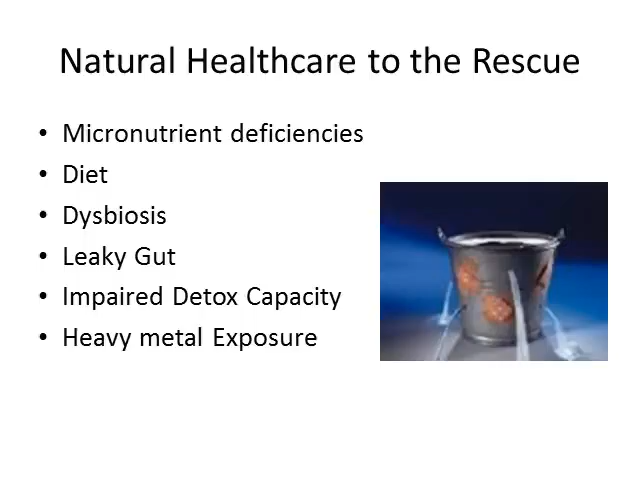 Natural Healthcare to the Rescue
• Micronutrient deficiencies
• Diet
• Dysbiosis
• Leaky Gut
• Impaired Detox Capacity
• Heavy metal Exposure